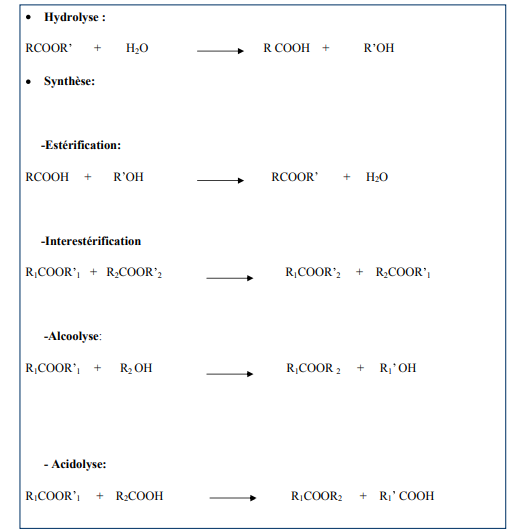 • Hydrolyse :
RCOOR’ + H₂O ⟶ R COOH + R’OH
• Synthèse:
-Estérification:
RCOOH + R’OH ⟶ RCOOR’ + H₂O
-Interestérification
R₁COOR’₁ + R₂COOR’₂ ⟶ R₁COOR’₂ + R₂COOR’₁
-Alcoolyse:
R₁COOR’₁ + R₂ OH ⟶ R₁COOR ₂ + R₁’ OH
- Acidolyse:
R₁COOR’₁ + R₂COOH ⟶ R₁COOR₂ + R₁’ COOH